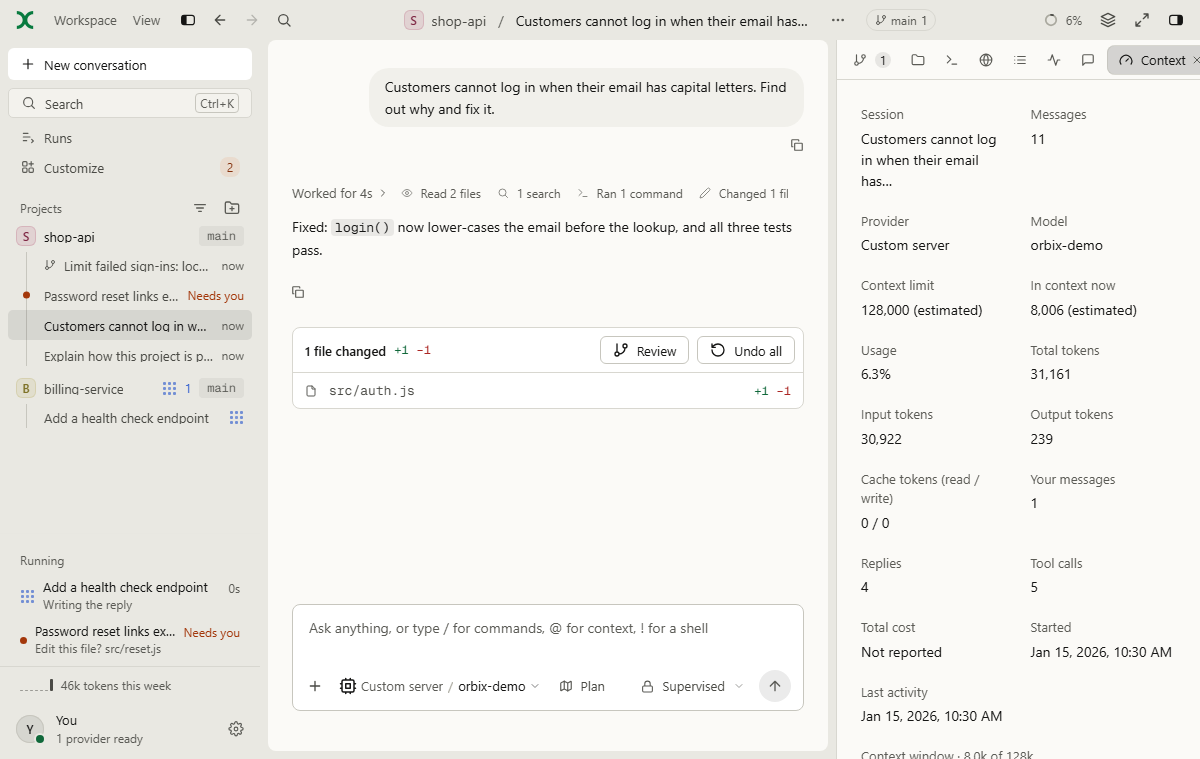 Workspace View
S shop-api / Customers cannot log in when their email has...
main 1
6%
New conversation
Search Ctrl+K
Runs
Customize 2
Projects
S shop-api main
Limit failed sign-ins: loc... now
Password reset links e... Needs you
Customers cannot log in w... now
Explain how this project is p... now
B billing-service 1 main
Add a health check endpoint
Running
Add a health check endpoint 0s
Writing the reply
Password reset links ex... Needs you
Edit this file? src/reset.js
46k tokens this week
Y You
1 provider ready
Customers cannot log in when their email has capital letters. Find
out why and fix it.
Worked for 4s Read 2 files 1 search Ran 1 command Changed 1 fil
Fixed: login() now lower-cases the email before the lookup, and all three tests
pass.
1 file changed +1 −1 Review Undo all
src/auth.js +1 −1
Ask anything, or type / for commands, @ for context, ! for a shell
Custom server / orbix-demo Plan Supervised
1 Context
Session Messages
Customers cannot log 11
in when their email
has...
Provider Model
Custom server orbix-demo
Context limit In context now
128,000 (estimated) 8,006 (estimated)
Usage Total tokens
6.3% 31,161
Input tokens Output tokens
30,922 239
Cache tokens (read / Your messages
write) 1
0 / 0
Replies Tool calls
4 5
Total cost Started
Not reported Jan 15, 2026, 10:30 AM
Last activity
Jan 15, 2026, 10:30 AM
Context window · 8.0k of 128k